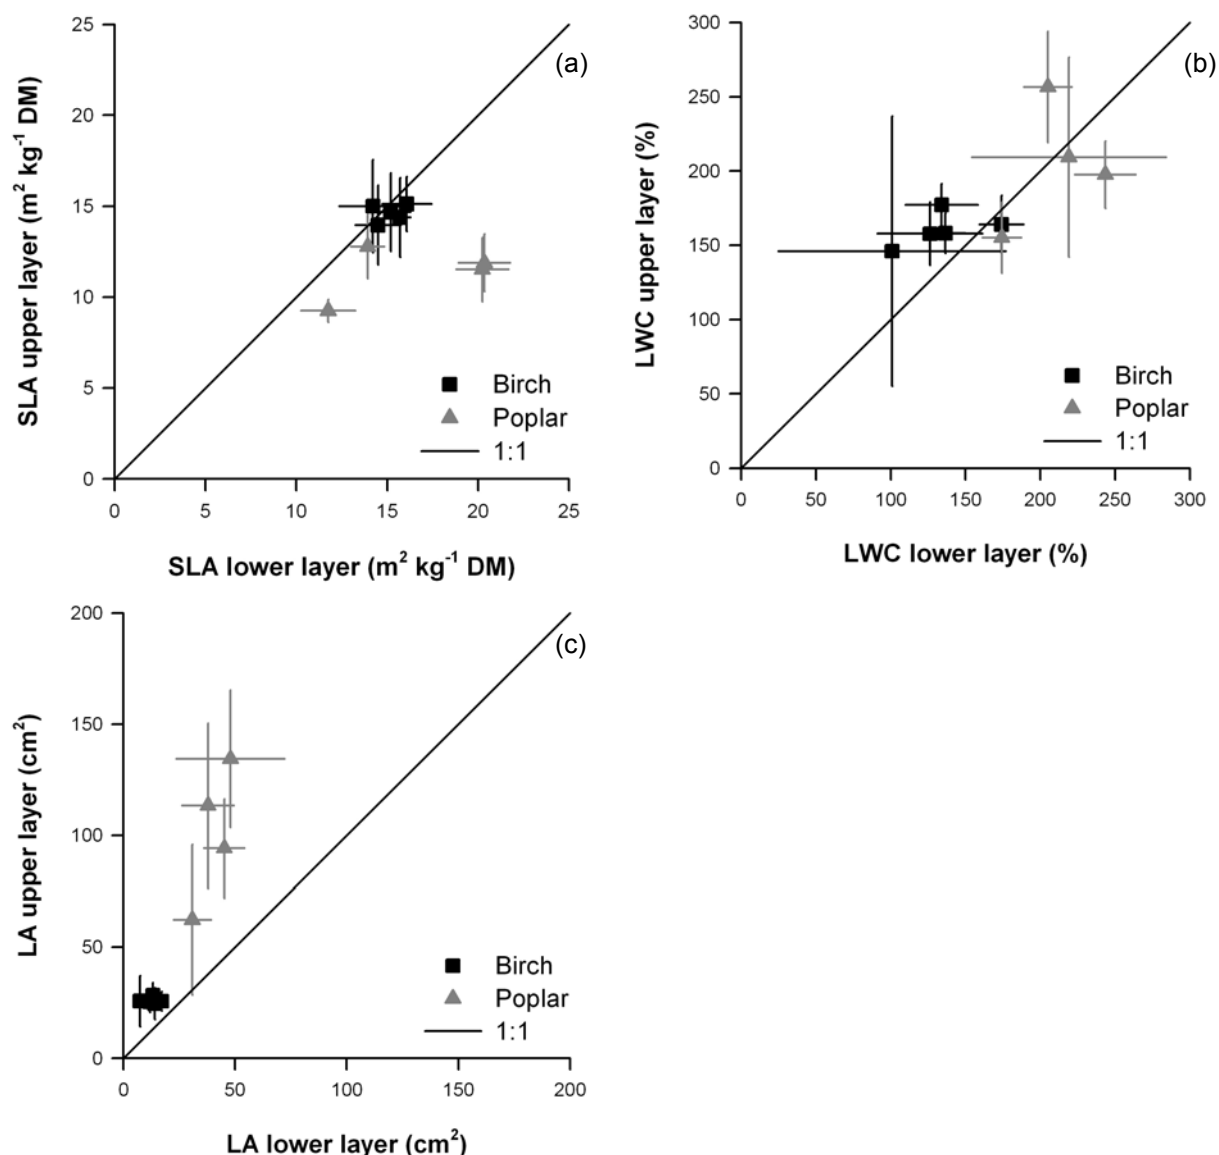 (a)
SLA upper layer (m² kg⁻¹ DM)
25
20
15
10
5
0
Birch
Poplar
1:1
0 5 10 15 20 25
SLA lower layer (m² kg⁻¹ DM)
(b)
LWC upper layer (%)
300
250
200
150
100
50
0
Birch
Poplar
1:1
0 50 100 150 200 250 300
LWC lower layer (%)
(c)
LA upper layer (cm²)
200
150
100
50
0
Birch
Poplar
1:1
0 50 100 150 200
LA lower layer (cm²)